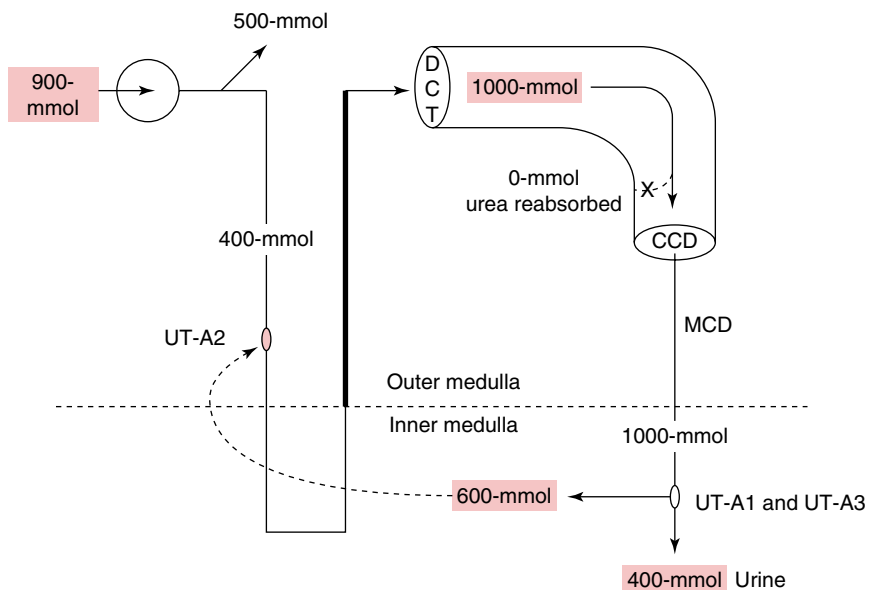 500-mmol
900-
mmol
D
C
T
1000-mmol
0-mmol
urea reabsorbed
X
CCD
400-mmol
UT-A2
MCD
Outer medulla
Inner medulla
1000-mmol
600-mmol
UT-A1 and UT-A3
400-mmol Urine